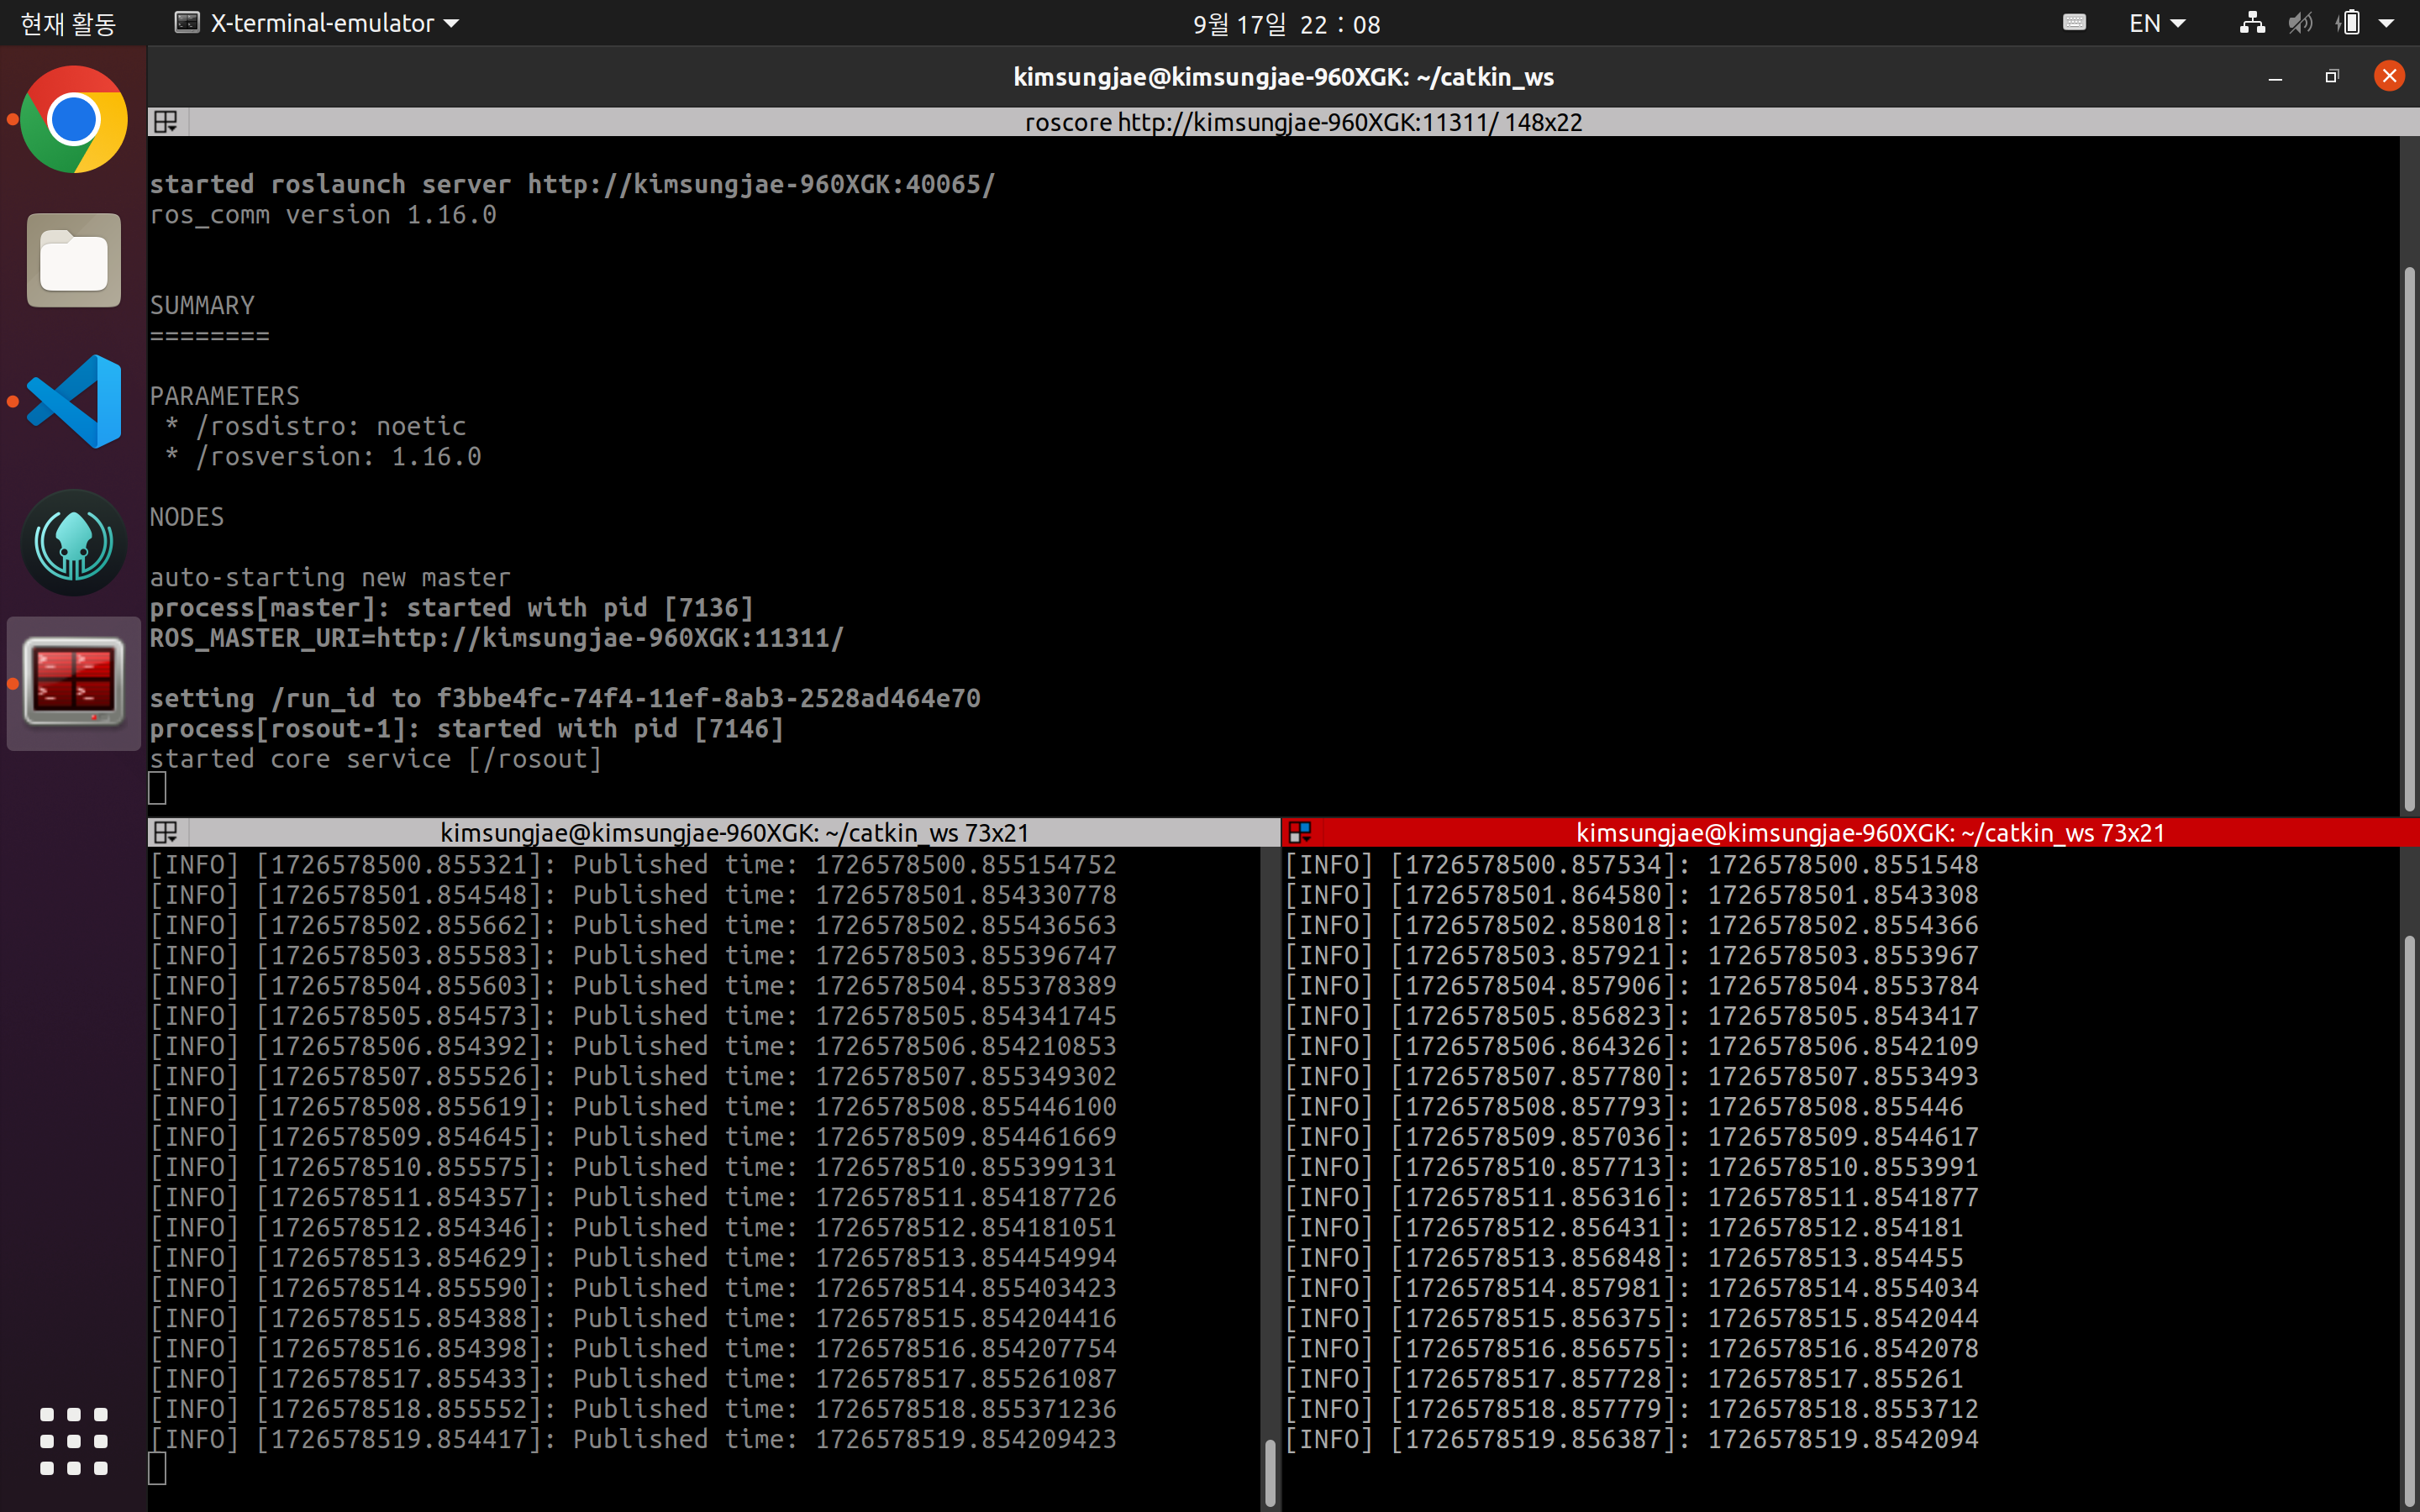 현재 활동
X-terminal-emulator
9월 17일 22 : 08
EN
kimsungjae@kimsungjae-960XGK: ~/catkin_ws
roscore http://kimsungjae-960XGK:11311/ 148x22
started roslaunch server http://kimsungjae-960XGK:40065/
ros_comm version 1.16.0
SUMMARY
========
PARAMETERS
* /rosdistro: noetic
* /rosversion: 1.16.0
NODES
auto-starting new master
process[master]: started with pid [7136]
ROS_MASTER_URI=http://kimsungjae-960XGK:11311/
setting /run_id to f3bbe4fc-74f4-11ef-8ab3-2528ad464e70
process[rosout-1]: started with pid [7146]
started core service [/rosout]
kimsungjae@kimsungjae-960XGK: ~/catkin_ws 73x21
[INFO] [1726578500.855321]: Published time: 1726578500.855154752
[INFO] [1726578501.854548]: Published time: 1726578501.854330778
[INFO] [1726578502.855662]: Published time: 1726578502.855436563
[INFO] [1726578503.855583]: Published time: 1726578503.855396747
[INFO] [1726578504.855603]: Published time: 1726578504.855378389
[INFO] [1726578505.854573]: Published time: 1726578505.854341745
[INFO] [1726578506.854392]: Published time: 1726578506.854210853
[INFO] [1726578507.855526]: Published time: 1726578507.855349302
[INFO] [1726578508.855619]: Published time: 1726578508.855446100
[INFO] [1726578509.854645]: Published time: 1726578509.854461669
[INFO] [1726578510.855575]: Published time: 1726578510.855399131
[INFO] [1726578511.854357]: Published time: 1726578511.854187726
[INFO] [1726578512.854346]: Published time: 1726578512.854181051
[INFO] [1726578513.854629]: Published time: 1726578513.854454994
[INFO] [1726578514.855590]: Published time: 1726578514.855403423
[INFO] [1726578515.854388]: Published time: 1726578515.854204416
[INFO] [1726578516.854398]: Published time: 1726578516.854207754
[INFO] [1726578517.855433]: Published time: 1726578517.855261087
[INFO] [1726578518.855552]: Published time: 1726578518.855371236
[INFO] [1726578519.854417]: Published time: 1726578519.854209423
kimsungjae@kimsungjae-960XGK: ~/catkin_ws 73x21
[INFO] [1726578500.857534]: 1726578500.8551548
[INFO] [1726578501.864580]: 1726578501.8543308
[INFO] [1726578502.858018]: 1726578502.8554366
[INFO] [1726578503.857921]: 1726578503.8553967
[INFO] [1726578504.857906]: 1726578504.8553784
[INFO] [1726578505.856823]: 1726578505.8543417
[INFO] [1726578506.864326]: 1726578506.8542109
[INFO] [1726578507.857780]: 1726578507.8553493
[INFO] [1726578508.857793]: 1726578508.855446
[INFO] [1726578509.857036]: 1726578509.8544617
[INFO] [1726578510.857713]: 1726578510.8553991
[INFO] [1726578511.856316]: 1726578511.8541877
[INFO] [1726578512.856431]: 1726578512.854181
[INFO] [1726578513.856848]: 1726578513.854455
[INFO] [1726578514.857981]: 1726578514.8554034
[INFO] [1726578515.856375]: 1726578515.8542044
[INFO] [1726578516.856575]: 1726578516.8542078
[INFO] [1726578517.857728]: 1726578517.855261
[INFO] [1726578518.857779]: 1726578518.8553712
[INFO] [1726578519.856387]: 1726578519.8542094